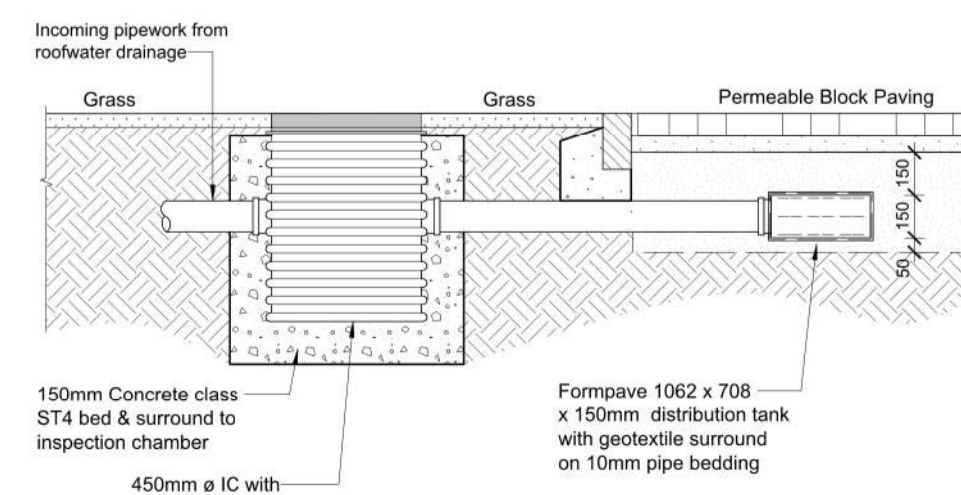 Incoming pipework from
roofwater drainage
Grass
Grass
Permeable Block Paving
150
150
50
150mm Concrete class
ST4 bed & surround to
inspection chamber
Formpave 1062 x 708
x 150mm distribution tank
with geotextile surround
on 10mm pipe bedding
450mm ø IC with